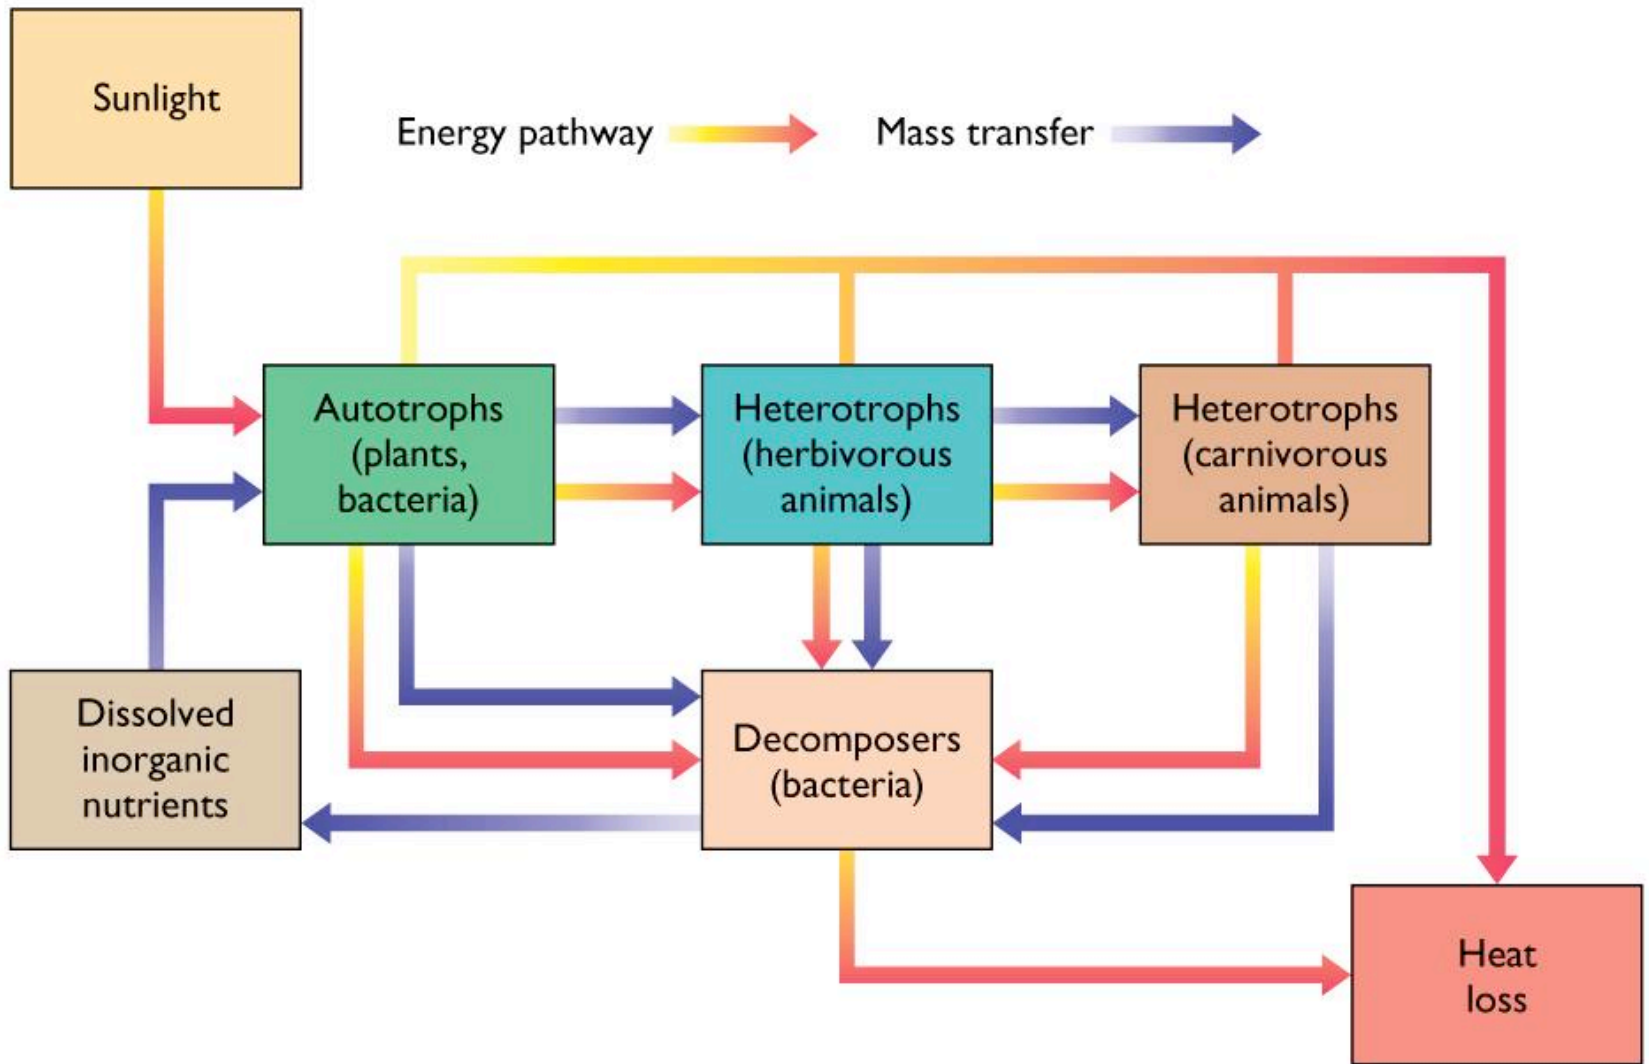 Sunlight
Energy pathway
Mass transfer
Autotrophs
(plants,
bacteria)
Heterotrophs
(herbivorous
animals)
Heterotrophs
(carnivorous
animals)
Dissolved
inorganic
nutrients
Decomposers
(bacteria)
Heat
loss